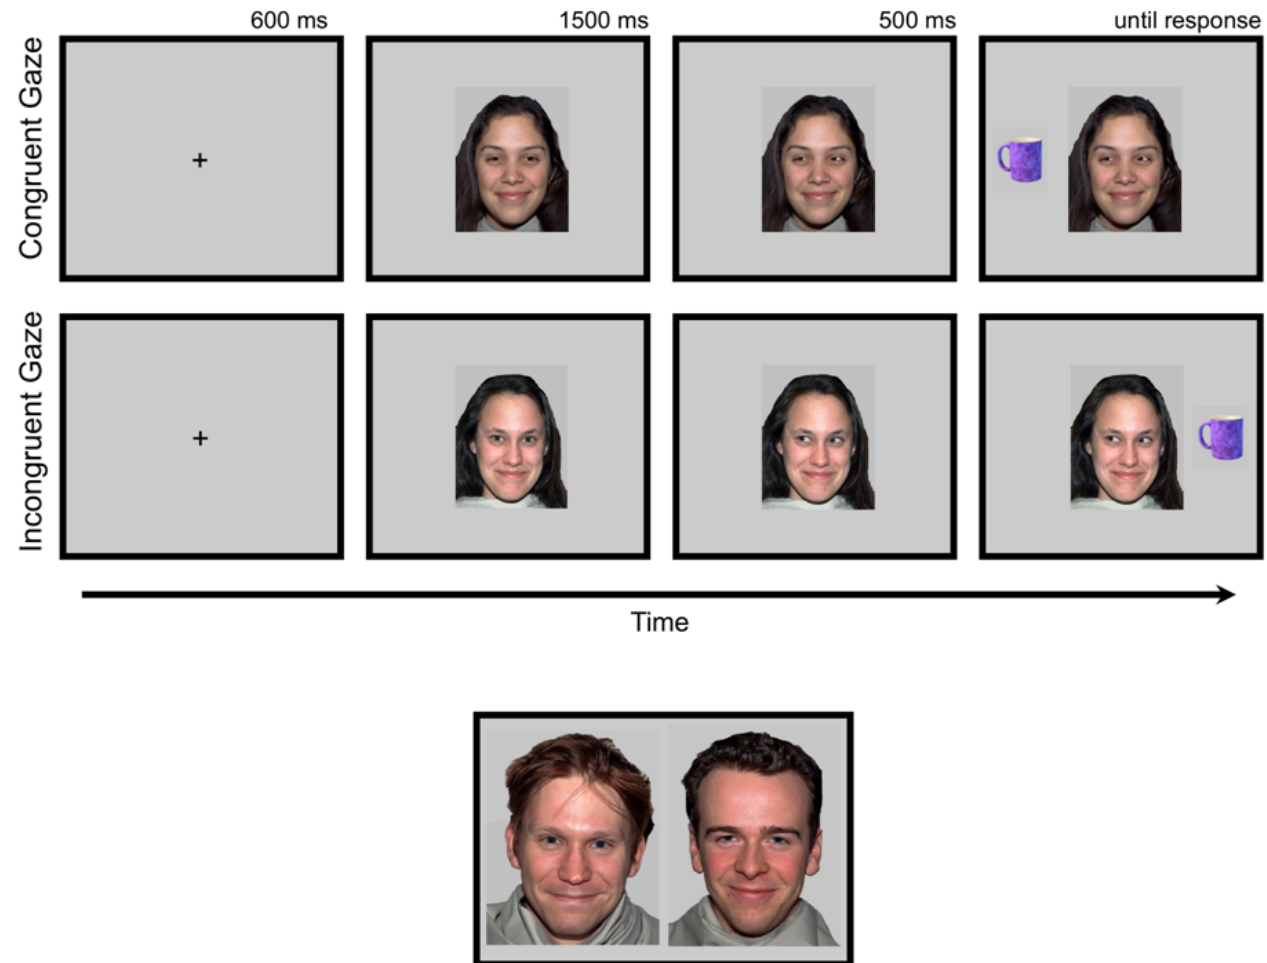 600 ms
1500 ms
500 ms
until response
Congruent Gaze
+
Incongruent Gaze
+
Time